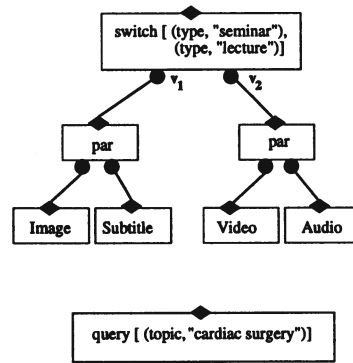 switch [ (type, "seminar"),
(type, "lecture")]
v1
v2
par
par
Image
Subtitle
Video
Audio
query [ (topic,"cardiac surgery")]